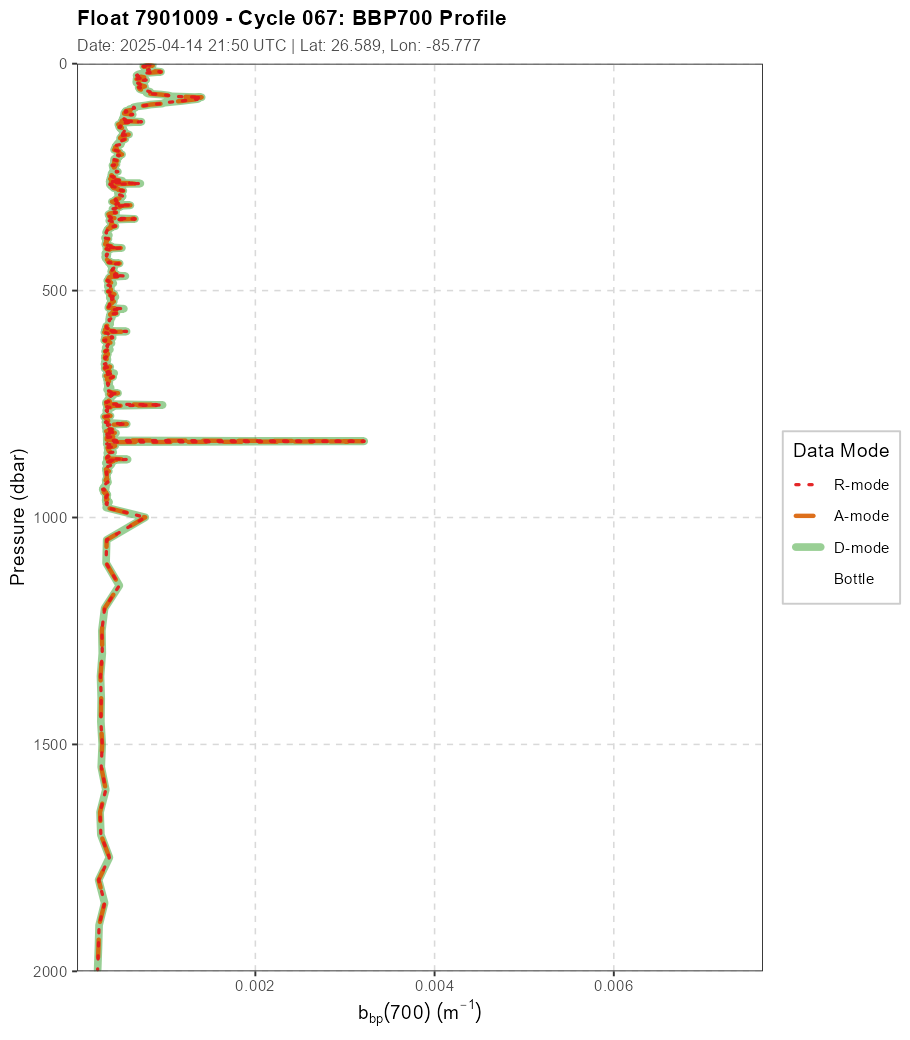 Float 7901009 - Cycle 067: BBP700 Profile
Date: 2025-04-14 21:50 UTC | Lat: 26.589, Lon: -85.777
0
500
1000
1500
2000
Pressure (dbar)
0.002
0.004
0.006
b_bp(700) (m⁻¹)
Data Mode
R-mode
A-mode
D-mode
Bottle